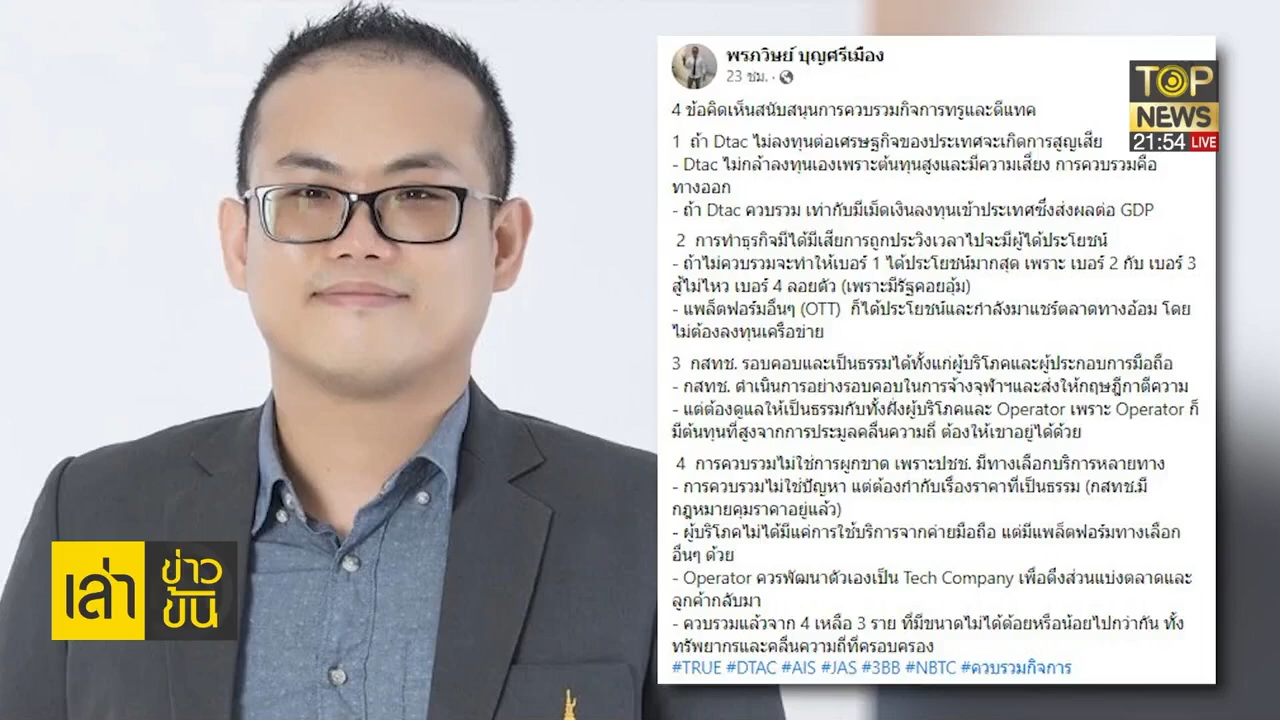 พรภวิษย์ บุญศรีเมือง
23 ชม.
4 ข้อคิดเห็นสนับสนุนการควบรวมกิจการทรูและดีแทค
1 ถ้า Dtac ไม่ลงทุนต่อเศรษฐกิจของประเทศจะเกิดการสูญเสีย
- Dtac ไม่กล้าลงทุนเองเพราะต้นทุนสูงและมีความเสี่ยง การควบรวมคือ
ทางออก
- ถ้า Dtac ควบรวม เท่ากับมีเม็ดเงินลงทุนเข้าประเทศซึ่งส่งผลต่อ GDP
2 การทำธุรกิจมีได้มีเสียการถูกประวิงเวลาไปจะมีผู้ได้ประโยชน์
- ถ้าไม่ควบรวมจะทำให้เบอร์ 1 ได้ประโยชน์มากสุด เพราะ เบอร์ 2 กับ เบอร์ 3
สู้ไม่ไหว เบอร์ 4 ลอยตัว (เพราะมีรัฐคอยอุ้ม)
- แพล็ตฟอร์มอื่นๆ (OTT) ก็ได้ประโยชน์และกำลังมาแชร์ตลาดทางอ้อม โดย
ไม่ต้องลงทุนเครือข่าย
3 กสทช. รอบคอบและเป็นธรรมได้ทั้งแก่ผู้บริโภคและผู้ประกอบการมือถือ
- กสทช. ดำเนินการอย่างรอบคอบในการจ้างจุฬาฯและส่งให้กฤษฎีกาตีความ
- แต่ต้องดูแลให้เป็นธรรมกับทั้งฝั่งผู้บริโภคและ Operator เพราะ Operator ก็
มีต้นทุนที่สูงจากการประมูลคลื่นความถี่ ต้องให้เขาอยู่ได้ด้วย
4 การควบรวมไม่ใช่การผูกขาด เพราะปชช. มีทางเลือกบริการหลายทาง
- การควบรวมไม่ใช่ปัญหา แต่ต้องกำกับเรื่องราคาที่เป็นธรรม (กสทช.มี
กฎหมายคุมราคาอยู่แล้ว)
- ผู้บริโภคไม่ได้มีแค่การใช้บริการจากค่ายมือถือ แต่มีแพล็ตฟอร์มทางเลือก
อื่นๆ ด้วย
- Operator ควรพัฒนาตัวเองเป็น Tech Company เพื่อดึงส่วนแบ่งตลาดและ
ลูกค้ากลับมา
- ควบรวมแล้วจาก 4 เหลือ 3 ราย ที่มีขนาดไม่ได้ด้อยหรือน้อยไปกว่ากัน ทั้ง
ทรัพยากรและคลื่นความถี่ที่ครอบครอง
#TRUE #DTAC #AIS #JAS #3BB #NBTC #ควบรวมกิจการ
TOP
NEWS
21:54 LIVE
เล่า
ข่าว
ข้น